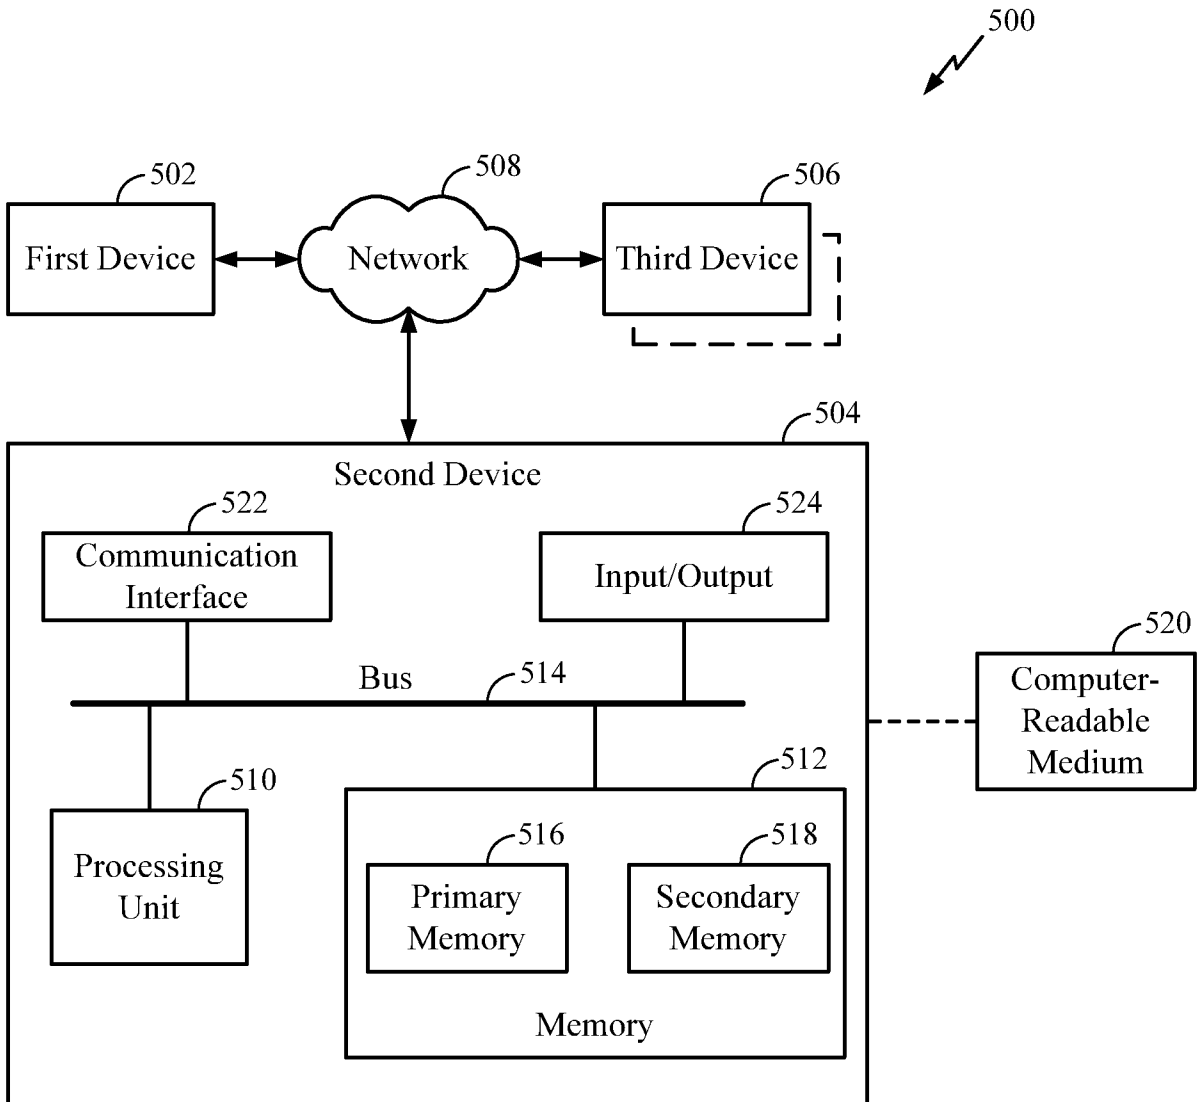 500
502
508
506
First Device
Network
Third Device
504
Second Device
522
524
Communication
Interface
Input/Output
520
Computer-
Readable
Medium
Bus
514
510
512
Processing
Unit
516
518
Primary
Memory
Secondary
Memory
Memory